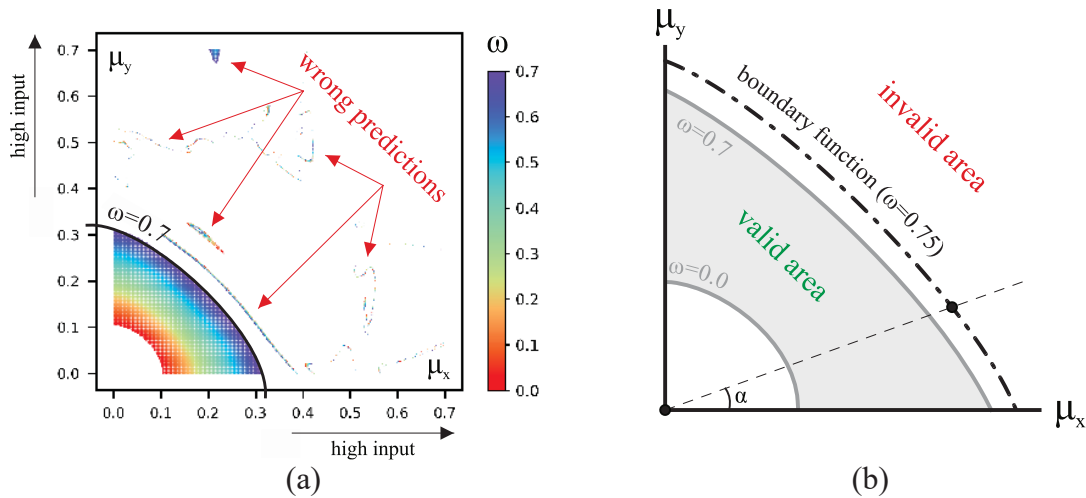 high input
0.7
0.6
0.5
0.4
0.3
0.2
0.1
0.0
μy
wrong predictions
ω=0.7
μx
0.0 0.1 0.2 0.3 0.4 0.5 0.6 0.7
high input
ω
0.7
0.6
0.5
0.4
0.3
0.2
0.1
0.0
(a)
μy
boundary function (ω=0.75)
invalid area
ω=0.7
valid area
ω=0.0
α
μx
(b)